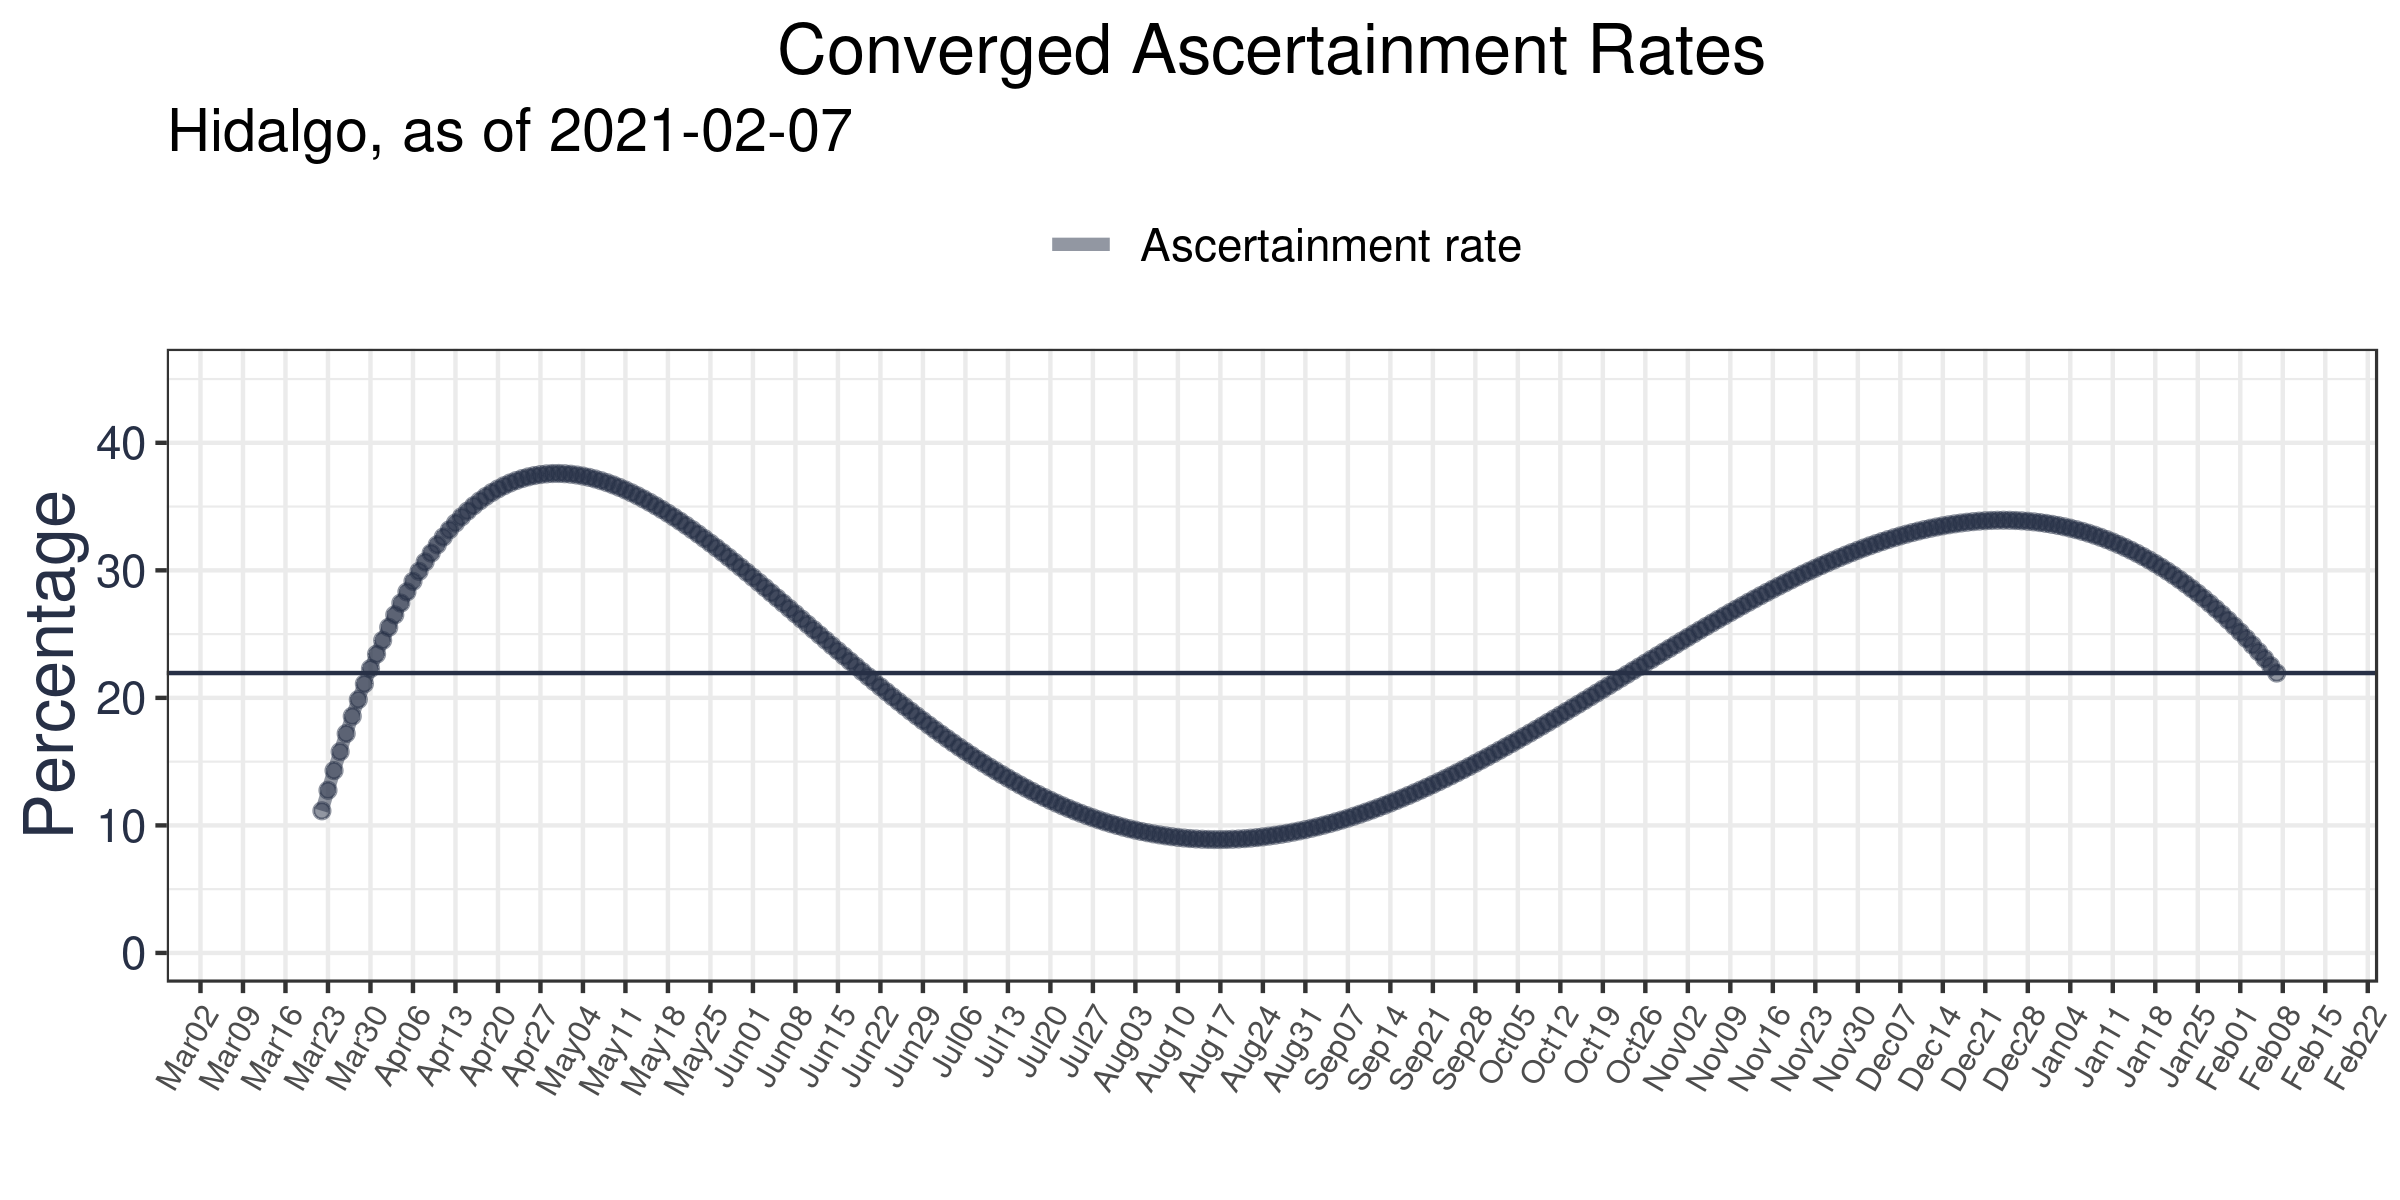 Converged Ascertainment Rates
Hidalgo, as of 2021-02-07
Ascertainment rate
Percentage
40
30
20
10
0
Mar02 Mar09 Mar16 Mar23 Mar30 Apr06 Apr13 Apr20 Apr27 May04 May11 May18 May25 Jun01 Jun08 Jun15 Jun22 Jun29 Jul06 Jul13 Jul20 Jul27 Aug03 Aug10 Aug17 Aug24 Aug31 Sep07 Sep14 Sep21 Sep28 Oct05 Oct12 Oct19 Oct26 Nov02 Nov09 Nov16 Nov23 Nov30 Dec07 Dec14 Dec21 Dec28 Jan04 Jan11 Jan18 Jan25 Feb01 Feb08 Feb15 Feb22